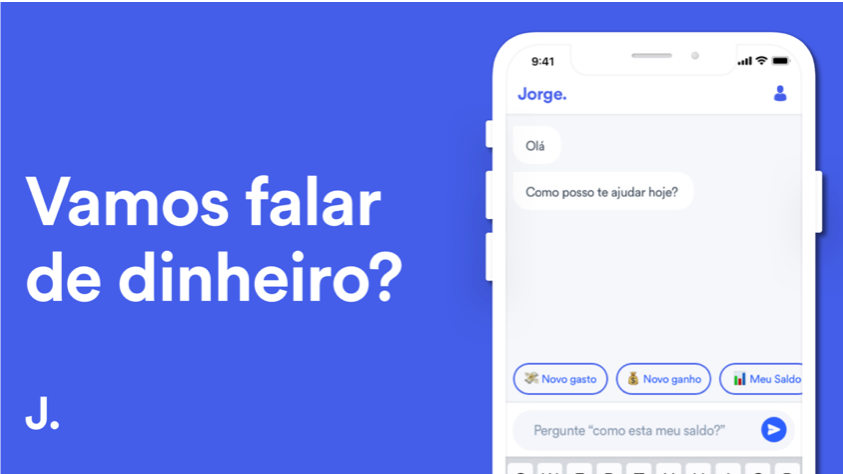 Vamos falar
de dinheiro?
J.
9:41
Jorge.
Olá
Como posso te ajudar hoje?
Novo gasto
Novo ganho
Meu Saldo
Pergunte “como esta meu saldo?”